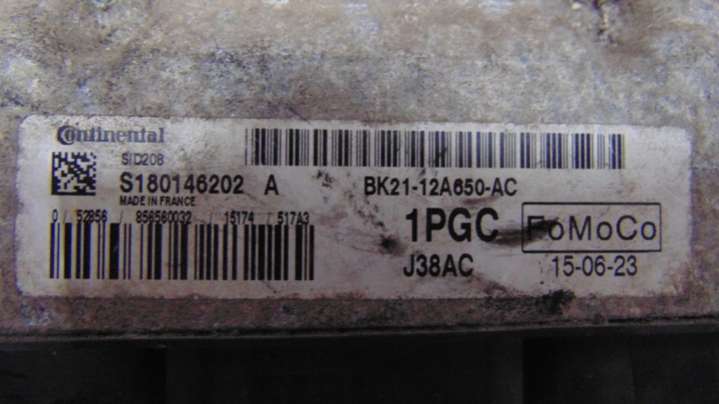 Continental
SID208
S180146202 A
BK21-12A650-AC
MADE IN FRANCE
0 / 52856 / 856560032 / 15174 / 517A3
1PGC
FoMoCo
J38AC
15-06-23